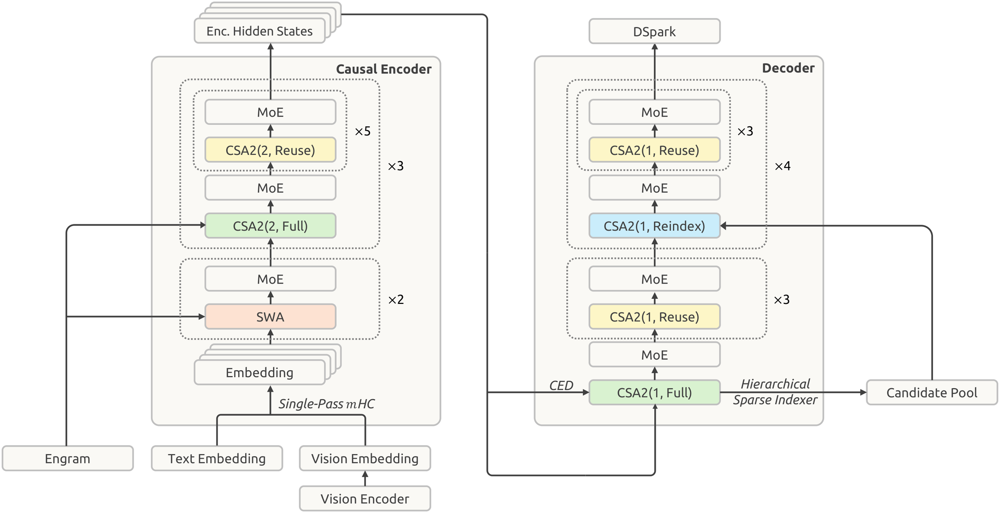 Enc. Hidden States
Causal Encoder
MoE
×5
CSA2(2, Reuse)
×3
MoE
CSA2(2, Full)
MoE
×2
SWA
Embedding
Single-Pass mHC
Engram
Text Embedding
Vision Embedding
Vision Encoder
DSpark
Decoder
MoE
×3
CSA2(1, Reuse)
×4
MoE
CSA2(1, Reindex)
MoE
×3
CSA2(1, Reuse)
MoE
CED
CSA2(1, Full)
Hierarchical
Sparse Indexer
Candidate Pool